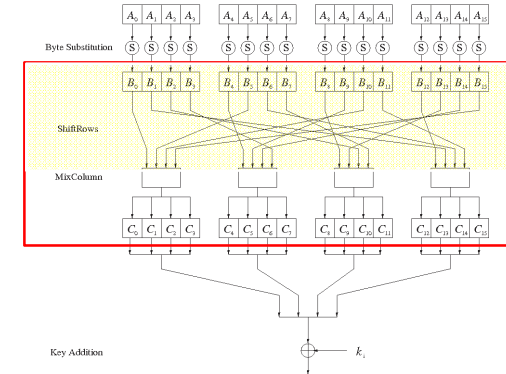 A0 A1 A2 A3 A4 A5 A6 A7 A8 A9 A10 A11 A12 A13 A14 A15
Byte Substitution S S S S S S S S S S S S S S S S
B0 B1 B2 B3 B4 B5 B6 B7 B8 B9 B10 B11 B12 B13 B14 B15
ShiftRows
MixColumn
C0 C1 C2 C3 C4 C5 C6 C7 C8 C9 C10 C11 C12 C13 C14 C15
Key Addition k i